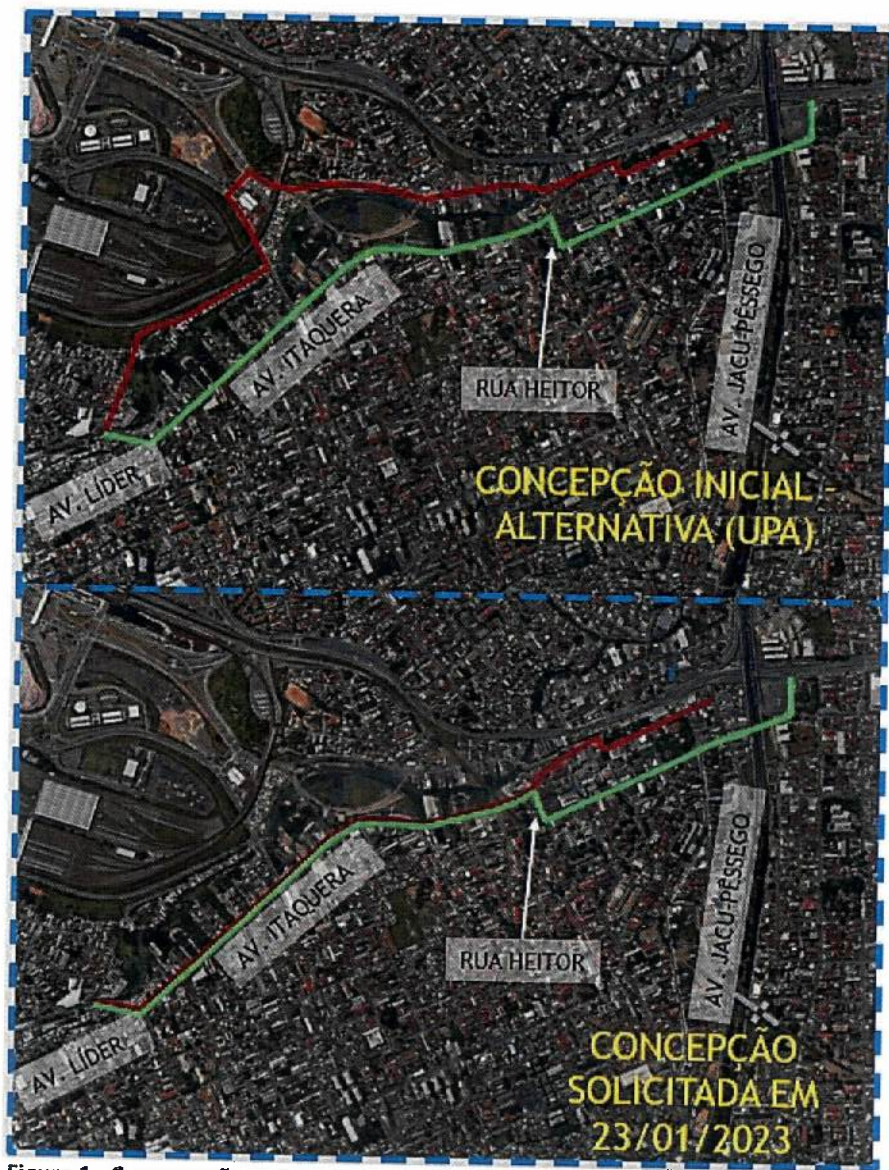 AV. ITAQUERA
RUA HEITOR
AV. JACU-PÊSSEGO
AV. LÍDER
CONCEPÇÃO INICIAL -
ALTERNATIVA (UPA)
AV. ITAQUERA
RUA HEITOR
AV. JACU-PÊSSEGO
AV. LÍDER
CONCEPÇÃO
SOLICITADA EM
23/01/2023